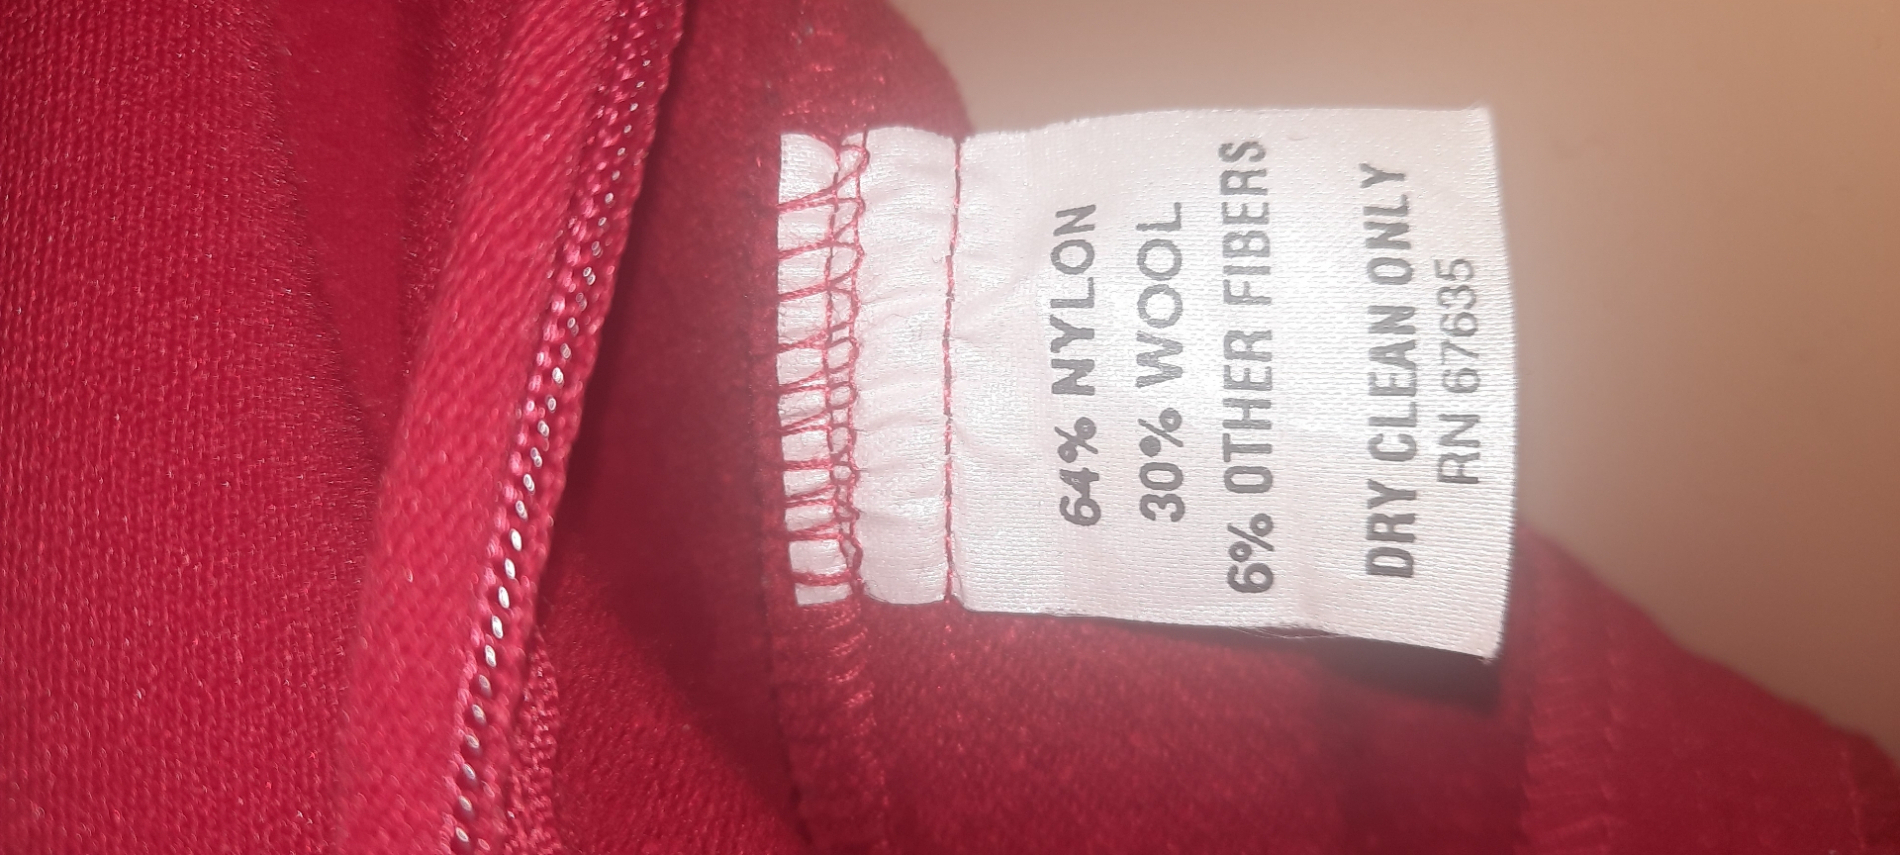 64% NYLON
30% WOOL
6% OTHER FIBERS
DRY CLEAN ONLY
RN 67635